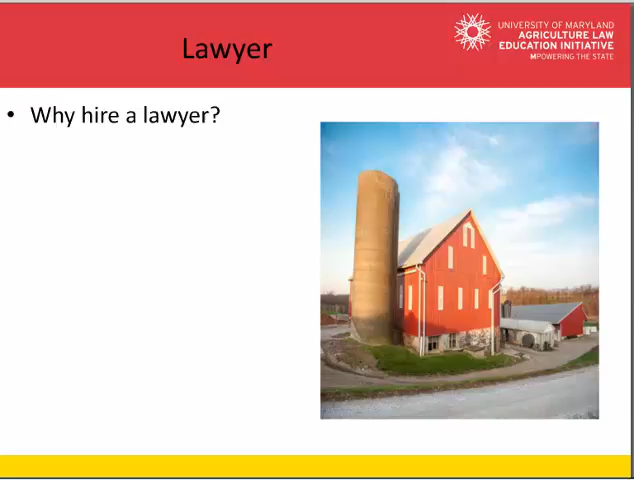 Lawyer
UNIVERSITY OF MARYLAND
AGRICULTURE LAW
EDUCATION INITIATIVE
MPOWERING THE STATE
• Why hire a lawyer?